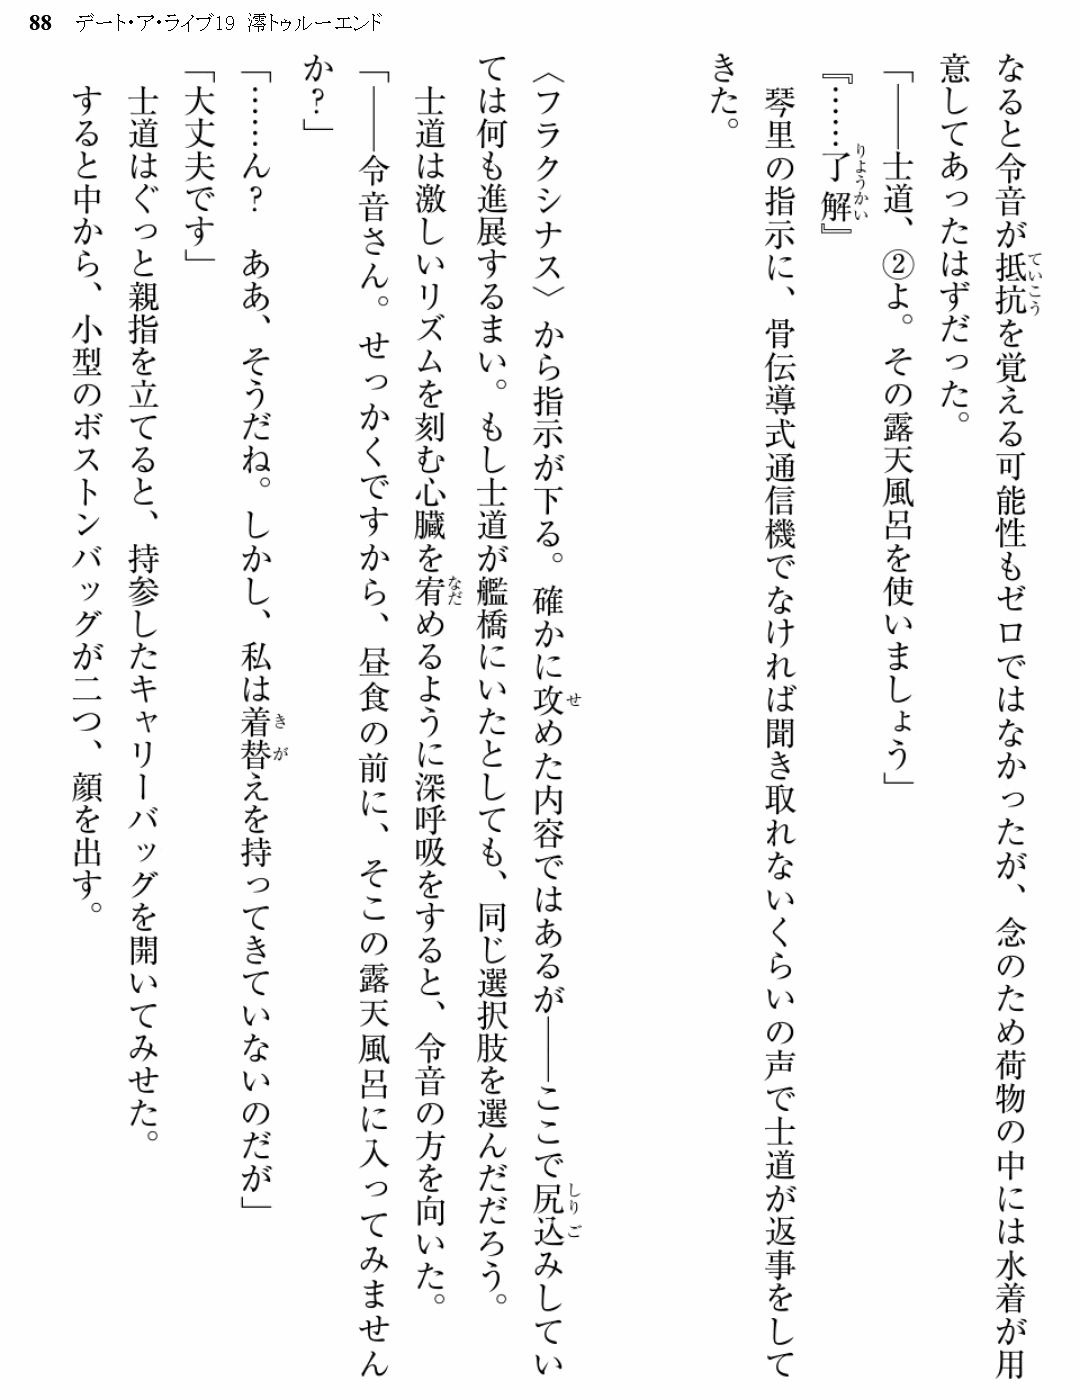 88 デート・ア・ライブ19 澪トゥルーエンド
なると令音が抵抗を覚える可能性もゼロではなかったが、念のため荷物の中には水着が用
意してあったはずだった。
「――士道、②よ。その露天風呂を使いましょう」
『……了解』
琴里の指示に、骨伝導式通信機でなければ聞き取れないくらいの声で士道が返事をして
きた。
〈フラクシナス〉から指示が下る。確かに攻めた内容ではあるが――ここで尻込みしてい
ては何も進展するまい。もし士道が艦橋にいたとしても、同じ選択肢を選んだだろう。
士道は激しいリズムを刻む心臓を宥めるように深呼吸をすると、令音の方を向いた。
「――令音さん。せっかくですから、昼食の前に、そこの露天風呂に入ってみません
か？」
「……ん？　ああ、そうだね。しかし、私は着替えを持ってきていないのだが」
「大丈夫です」
士道はぐっと親指を立てると、持参したキャリーバッグを開いてみせた。
すると中から、小型のボストンバッグが二つ、顔を出す。